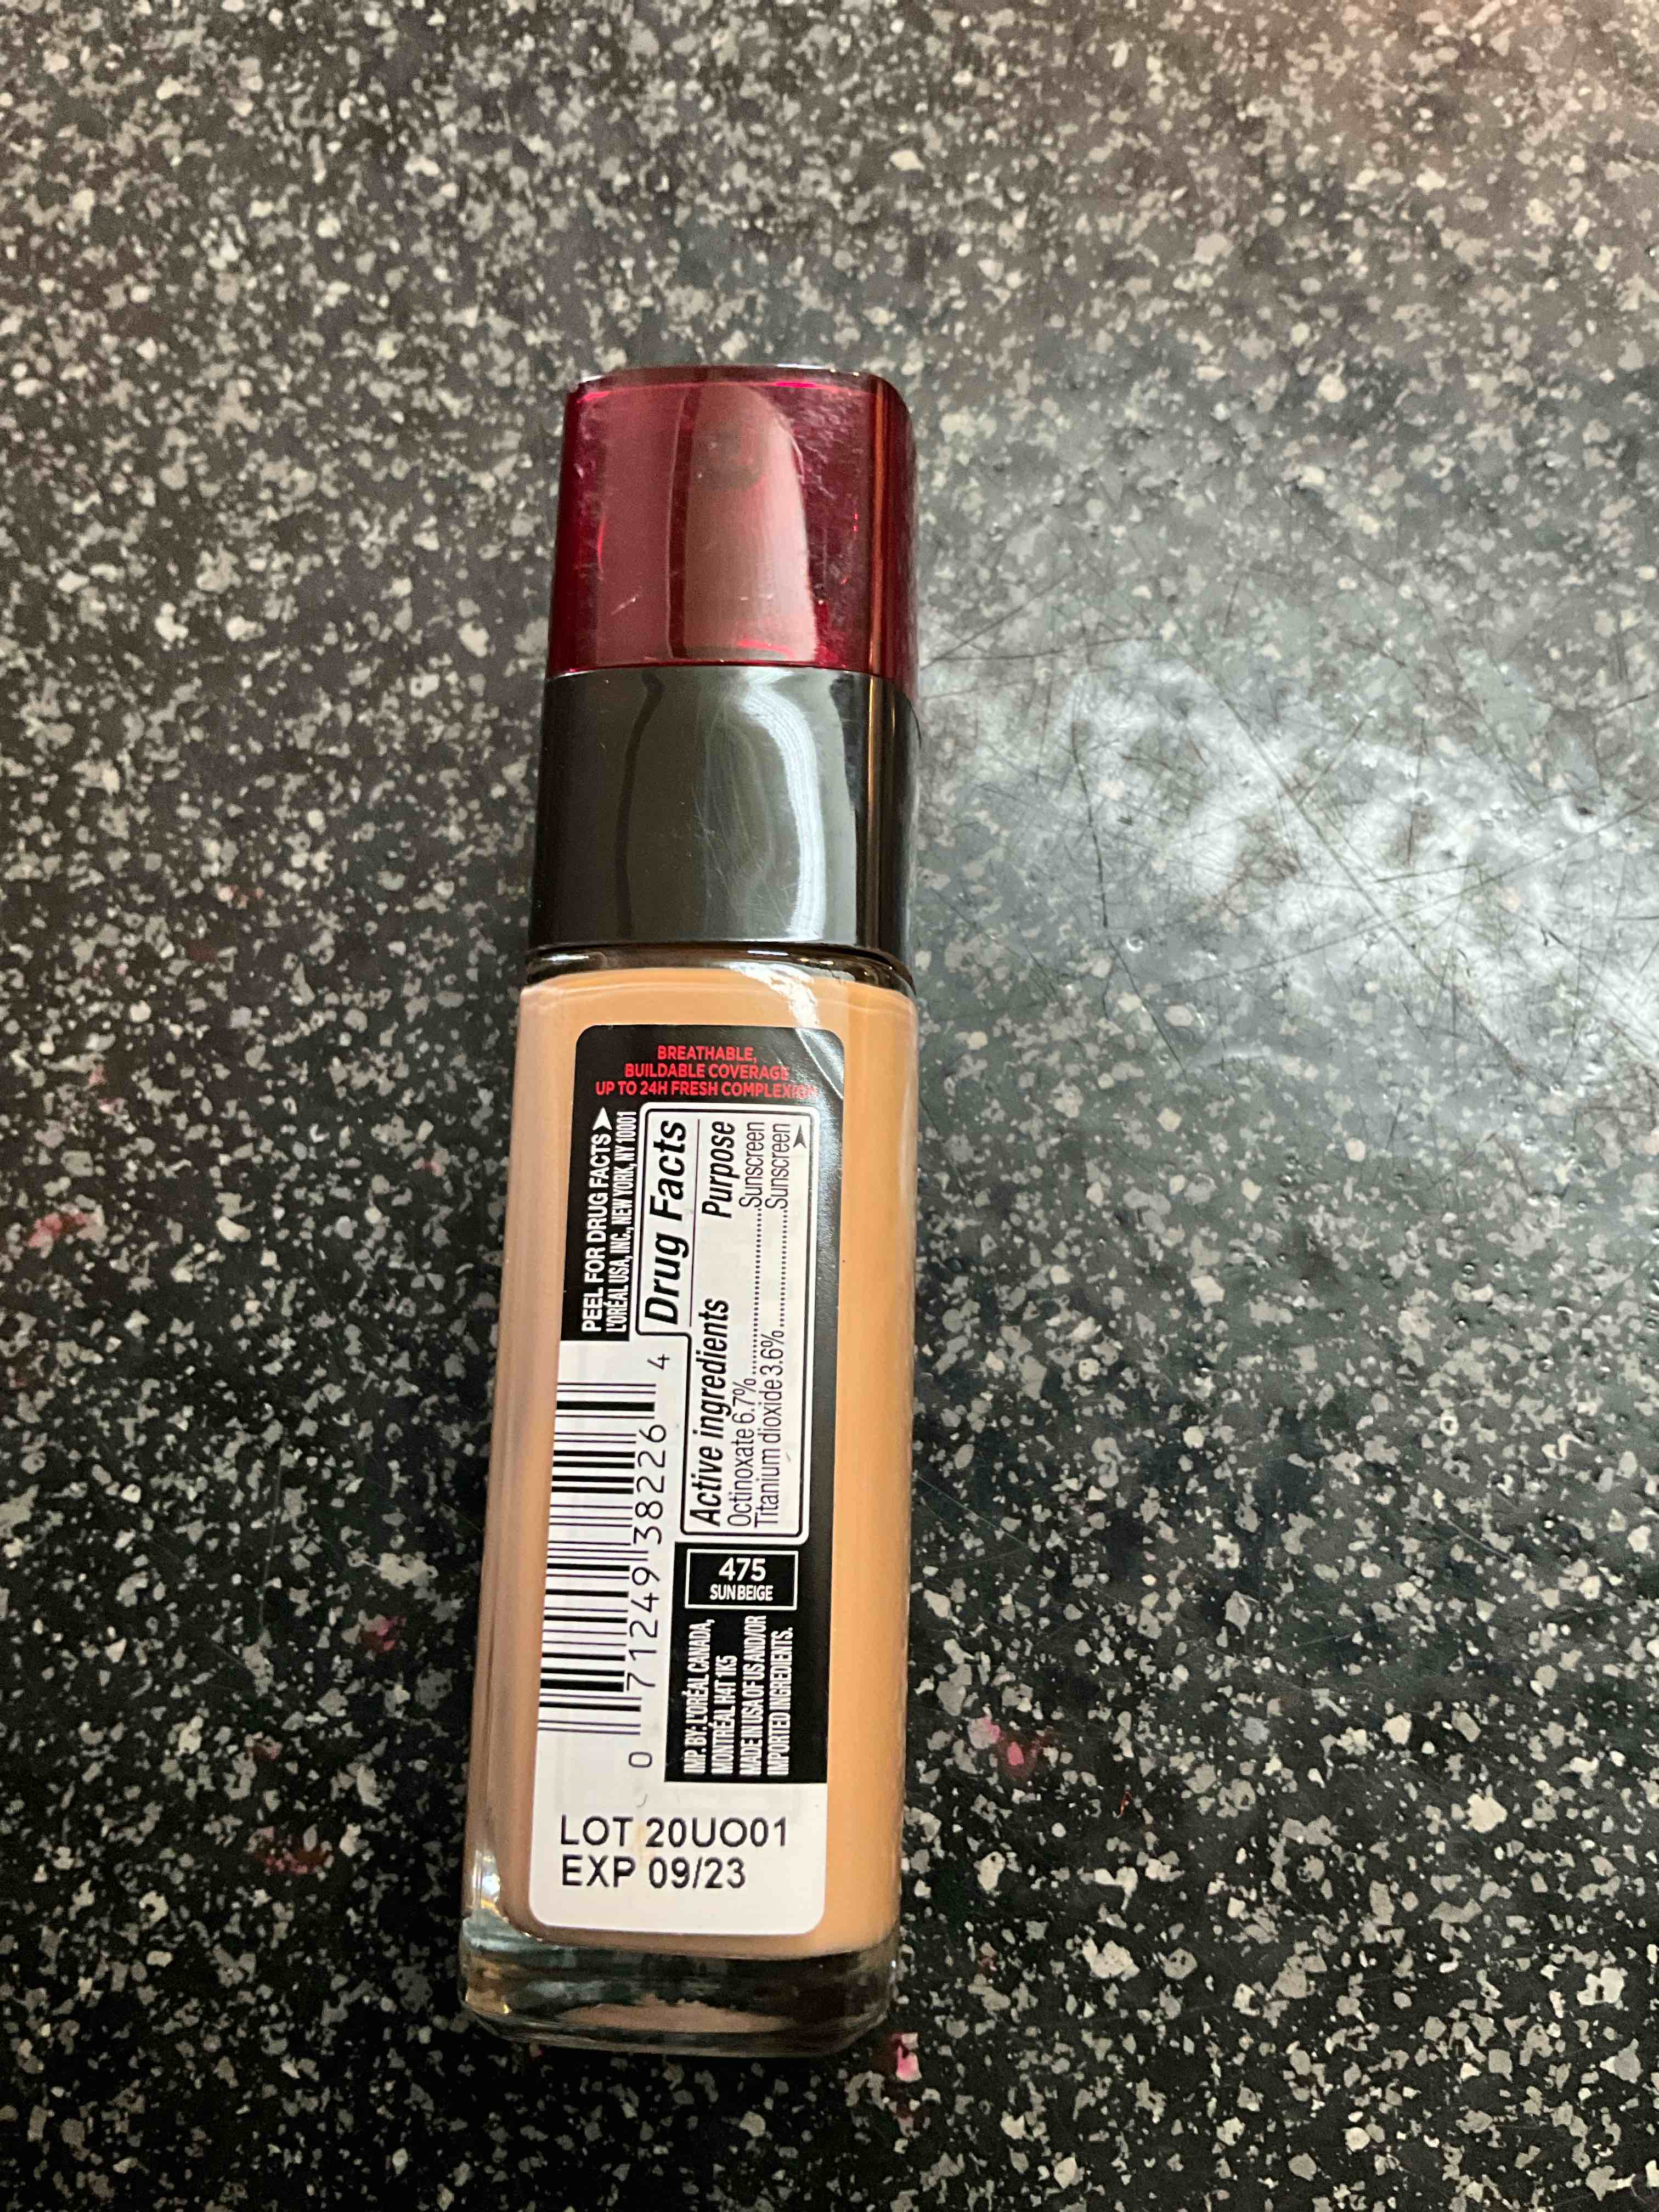 BREATHABLE,
BUILDABLE COVERAGE
UP TO 24H FRESH COMPLEXION
PEEL FOR DRUG FACTS
L'ORÉAL USA, INC., NEW YORK, NY 10001
Drug Facts
Active ingredients Purpose
Octinoxate 6.7%....................Sunscreen
Titanium dioxide 3.6%....................Sunscreen
0 71249 38226 4
475
SUN BEIGE
IMP. BY: L'ORÉAL CANADA,
MONTRÉAL H4T 1K5
MADE IN USA OF US AND/OR
IMPORTED INGREDIENTS.
LOT 20UO01
EXP 09/23